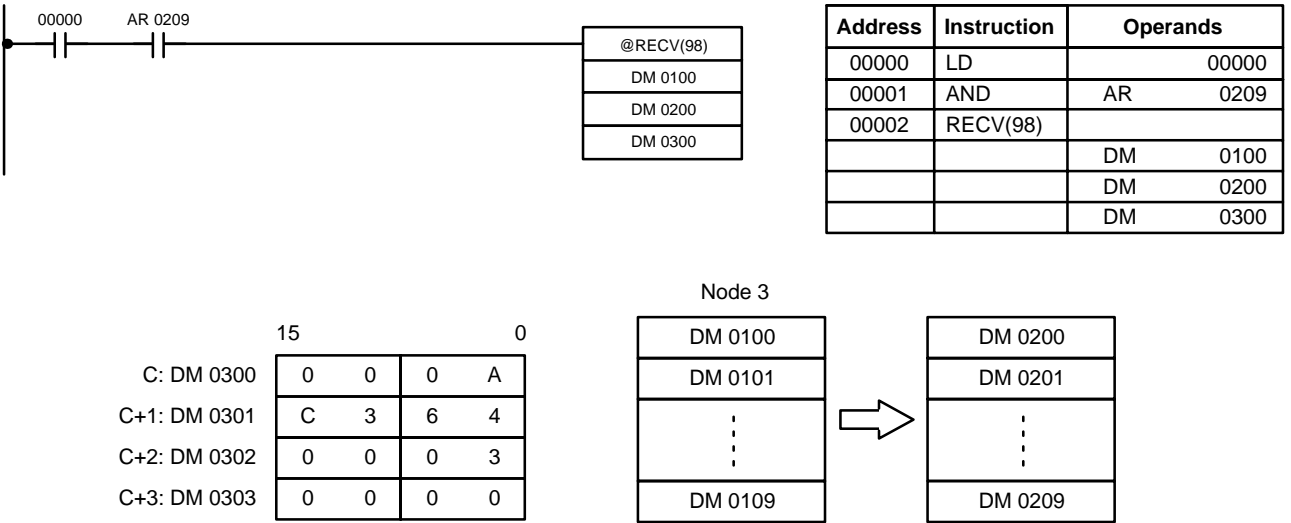 00000 AR 0209
@RECV(98)
DM 0100
DM 0200
DM 0300
Address Instruction Operands
00000 LD 00000
00001 AND AR 0209
00002 RECV(98)
DM 0100
DM 0200
DM 0300
15 0
C: DM 0300 0 0 0 A
C+1: DM 0301 C 3 6 4
C+2: DM 0302 0 0 0 3
C+3: DM 0303 0 0 0 0
Node 3
DM 0100 DM 0200
DM 0101 DM 0201
DM 0109 DM 0209